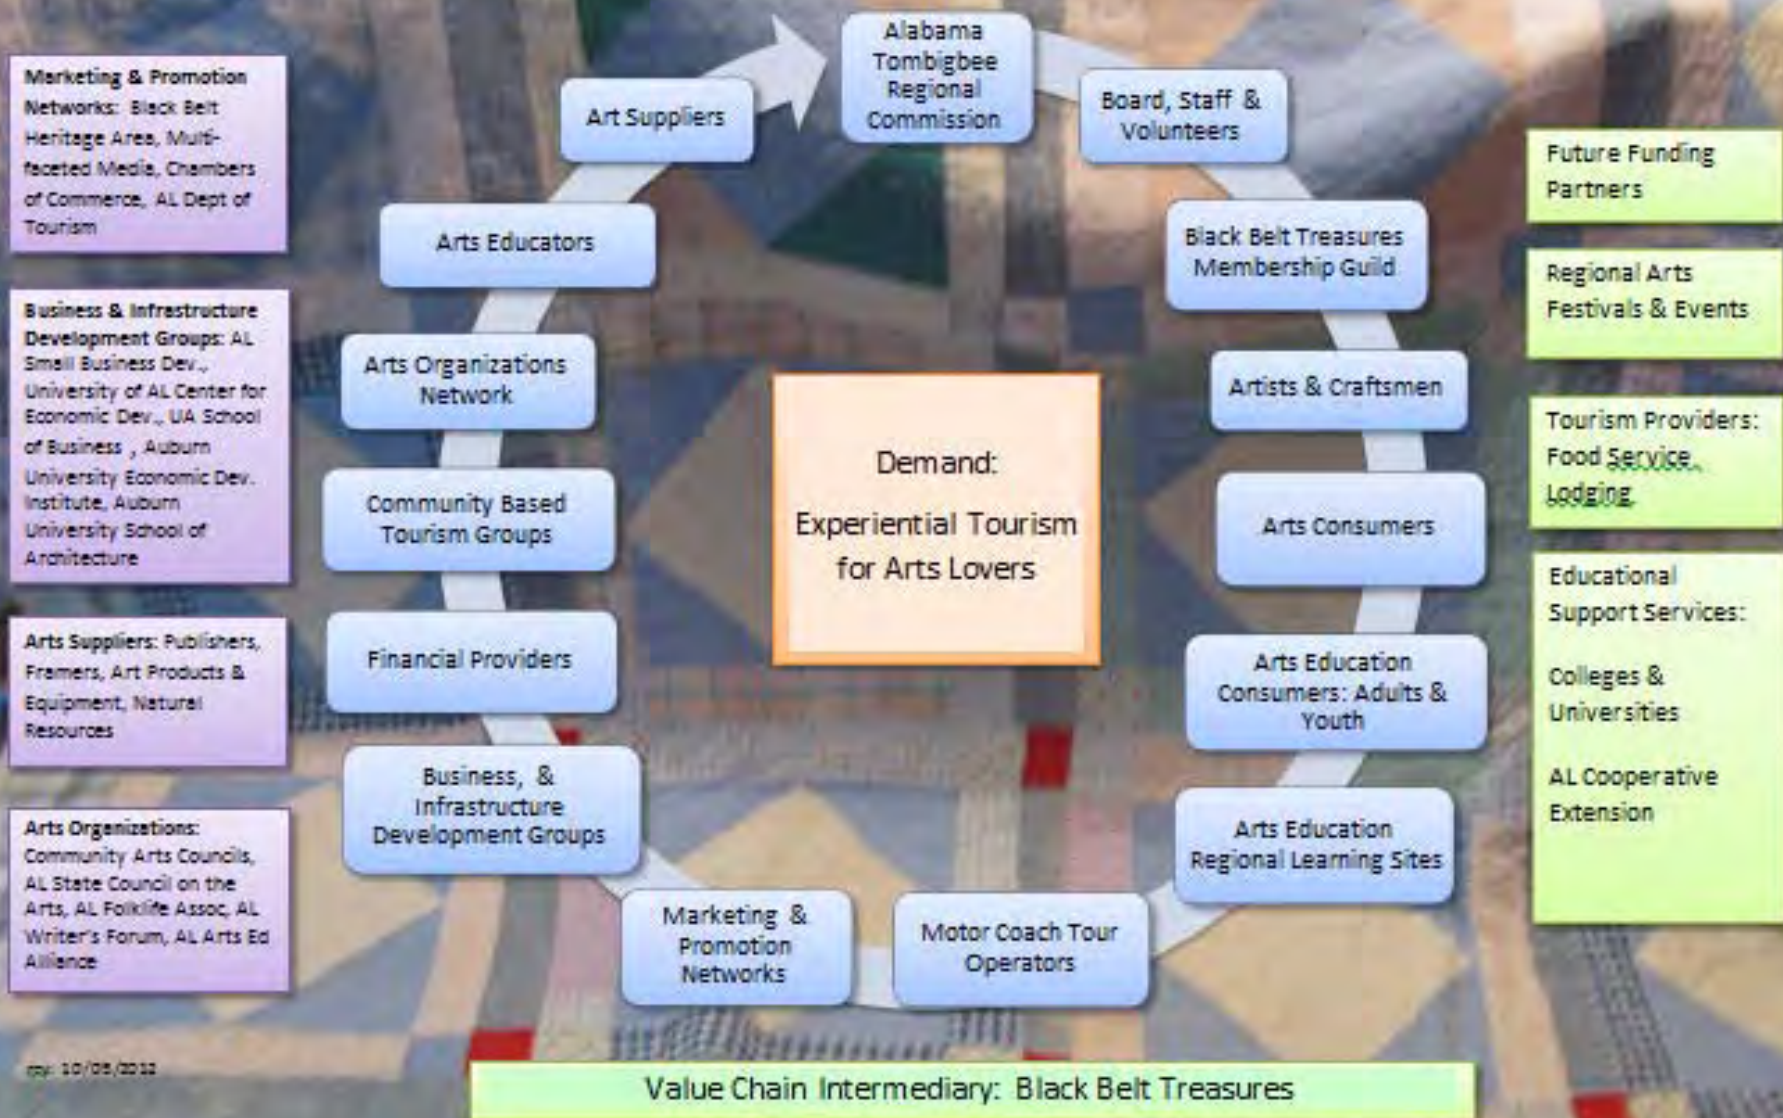 Marketing & Promotion
Networks: Black Belt
Heritage Area, Multi-
faceted Media, Chambers
of Commerce, AL Dept of
Tourism
Business & Infrastructure
Development Groups: AL
Small Business Dev.,
University of AL Center for
Economic Dev., UA School
of Business , Auburn
University Economic Dev.
Institute, Auburn
University School of
Architecture
Arts Suppliers: Publishers,
Framers, Art Products &
Equipment, Natural
Resources
Arts Organizations:
Community Arts Councils,
AL State Council on the
Arts, AL Folklife Assoc, AL
Writer's Forum, AL Arts Ed
Alliance
Alabama
Tombigbee
Regional
Commission
Board, Staff &
Volunteers
Black Belt Treasures
Membership Guild
Artists & Craftsmen
Arts Consumers
Arts Education
Consumers: Adults &
Youth
Arts Education
Regional Learning Sites
Motor Coach Tour
Operators
Marketing &
Promotion
Networks
Business, &
Infrastructure
Development Groups
Financial Providers
Community Based
Tourism Groups
Arts Organizations
Network
Arts Educators
Art Suppliers
Demand:
Experiential Tourism
for Arts Lovers
Future Funding
Partners
Regional Arts
Festivals & Events
Tourism Providers:
Food Service,
Lodging,
Educational
Support Services:
Colleges &
Universities
AL Cooperative
Extension
Value Chain Intermediary: Black Belt Treasures